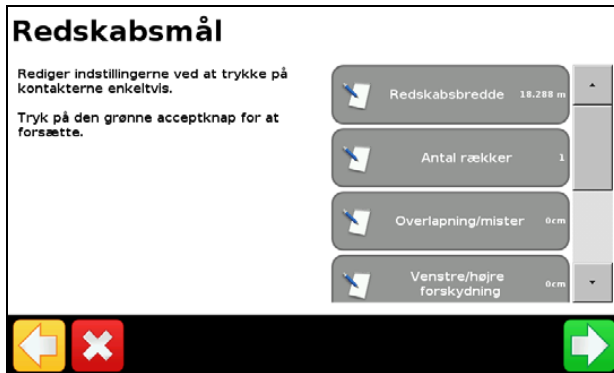 Redskabsmål
Rediger indstillingerne ved at trykke på
kontakterne enkeltvis.
Tryk på den grønne acceptknap for at
forsætte.
Redskabsbredde 18.288 m
Antal rækker 1
Overlapning/mister 0cm
Venstre/højre
forskydning 0cm